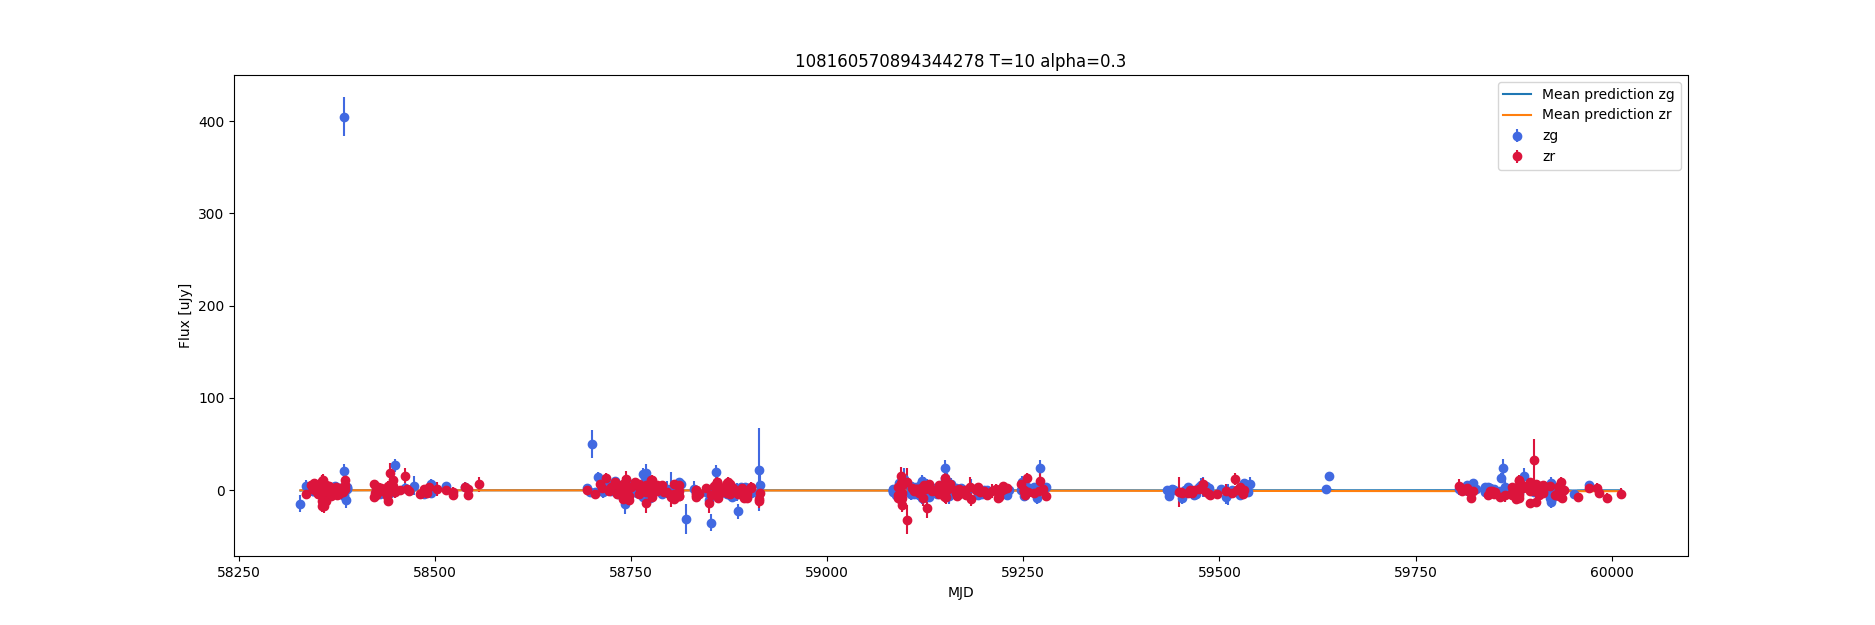 108160570894344278 T=10 alpha=0.3
Mean prediction zg
Mean prediction zr
zg
zr
Flux [uJy]
400
300
200
100
0
58250 58500 58750 59000 59250 59500 59750 60000
MJD